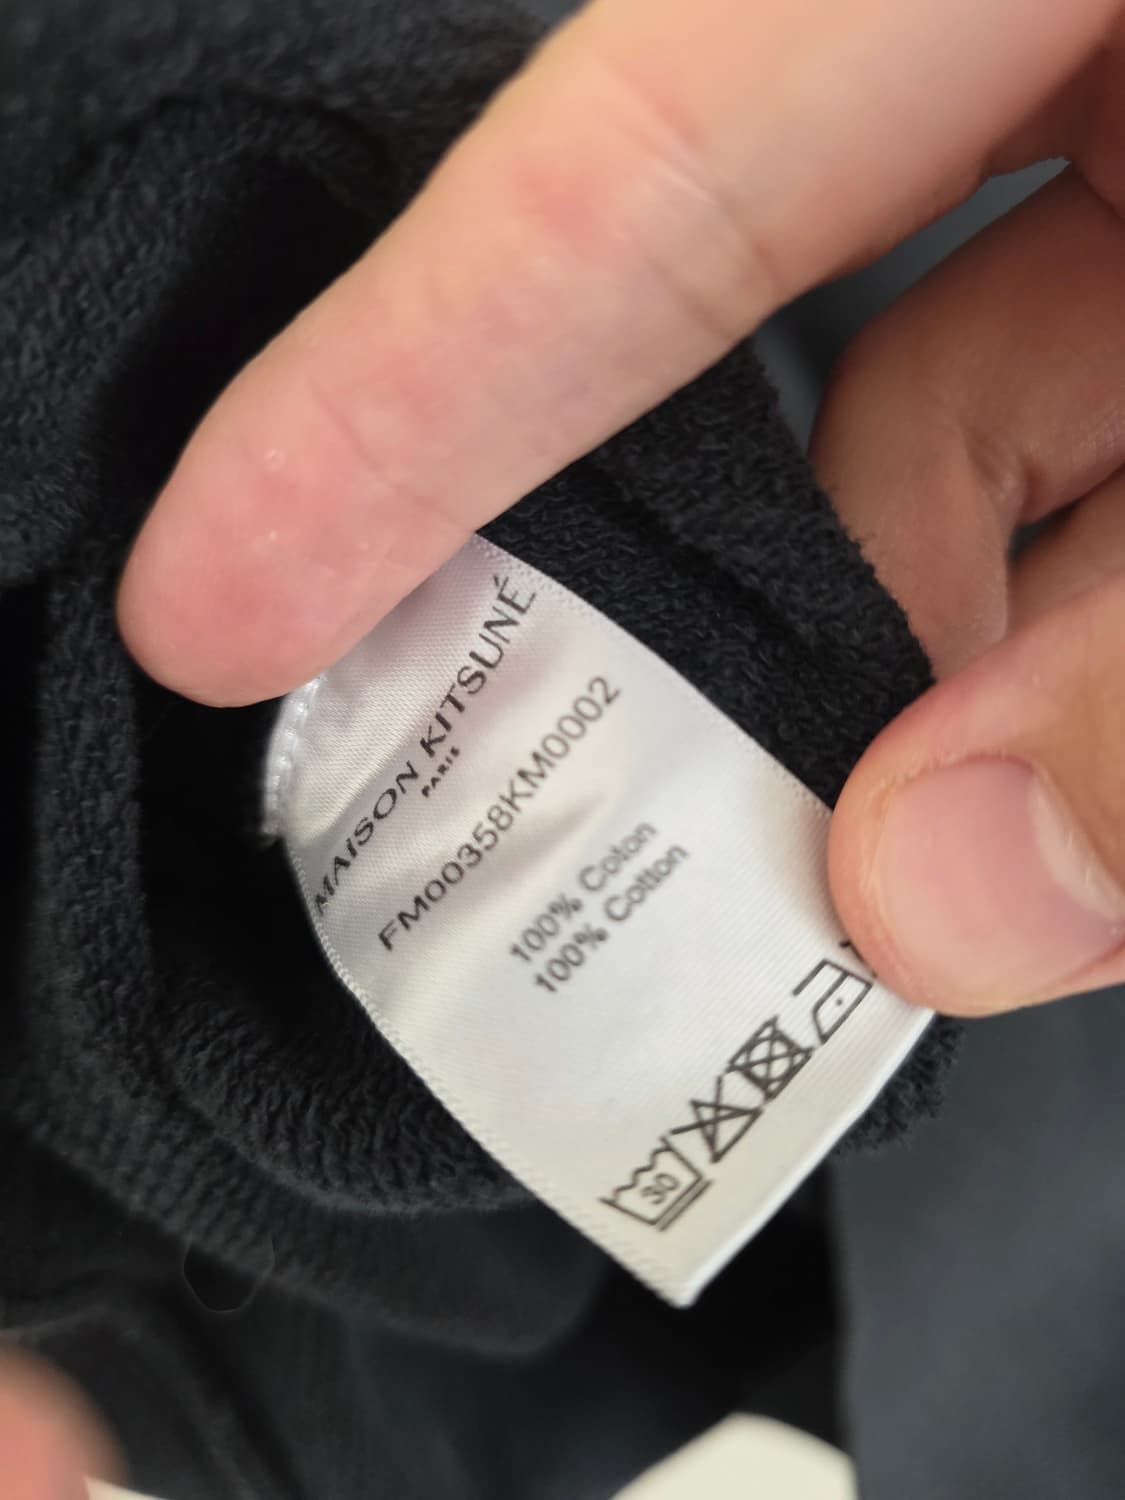 MAISON KITSUNÉ
PARIS
FM00358KM0002
100% Coton
100% Cotton
30